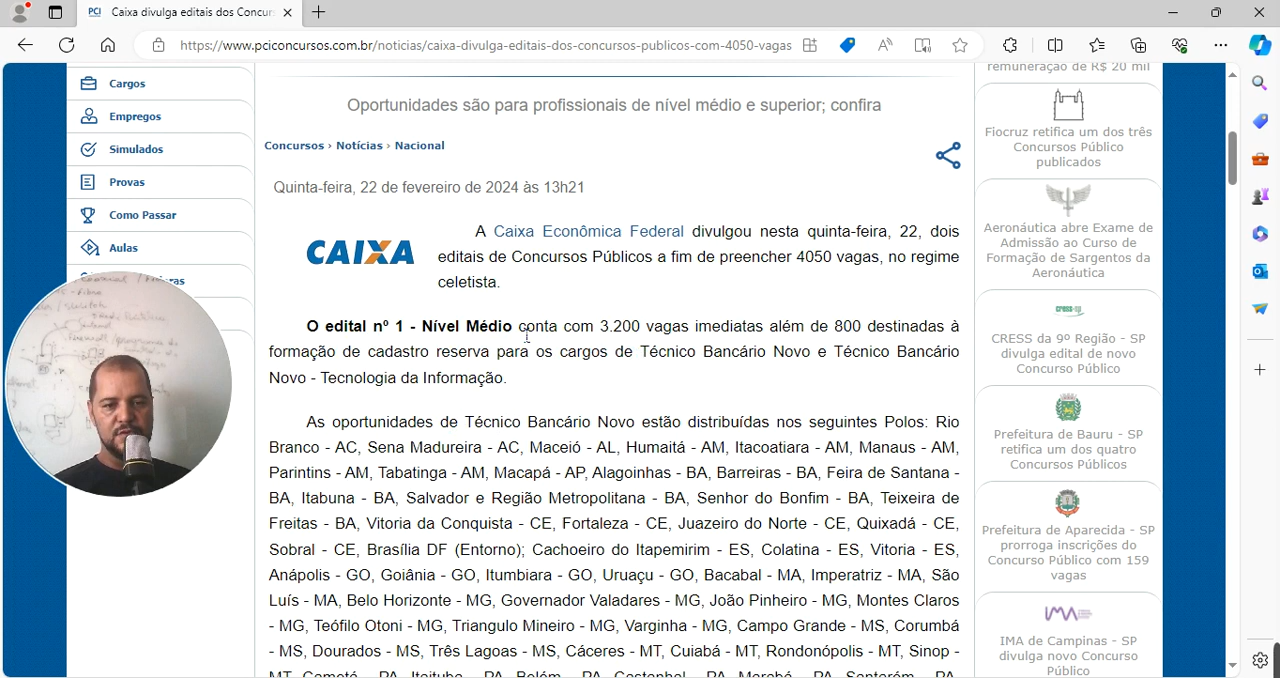 PCI Caixa divulga editais dos Concur
https://www.pciconcursos.com.br/noticias/caixa-divulga-editais-dos-concursos-publicos-com-4050-vagas
Cargos
Empregos
Simulados
Provas
Como Passar
Aulas
Oportunidades são para profissionais de nível médio e superior; confira
Concursos › Notícias › Nacional
Quinta-feira, 22 de fevereiro de 2024 às 13h21
CAIXA
A Caixa Econômica Federal divulgou nesta quinta-feira, 22, dois
editais de Concursos Públicos a fim de preencher 4050 vagas, no regime
celetista.
O edital nº 1 - Nível Médio conta com 3.200 vagas imediatas além de 800 destinadas à
formação de cadastro reserva para os cargos de Técnico Bancário Novo e Técnico Bancário
Novo - Tecnologia da Informação.
As oportunidades de Técnico Bancário Novo estão distribuídas nos seguintes Polos: Rio
Branco - AC, Sena Madureira - AC, Maceió - AL, Humaitá - AM, Itacoatiara - AM, Manaus - AM,
Parintins - AM, Tabatinga - AM, Macapá - AP, Alagoinhas - BA, Barreiras - BA, Feira de Santana -
BA, Itabuna - BA, Salvador e Região Metropolitana - BA, Senhor do Bonfim - BA, Teixeira de
Freitas - BA, Vitoria da Conquista - CE, Fortaleza - CE, Juazeiro do Norte - CE, Quixadá - CE,
Sobral - CE, Brasília DF (Entorno); Cachoeiro do Itapemirim - ES, Colatina - ES, Vitoria - ES,
Anápolis - GO, Goiânia - GO, Itumbiara - GO, Uruaçu - GO, Bacabal - MA, Imperatriz - MA, São
Luís - MA, Belo Horizonte - MG, Governador Valadares - MG, João Pinheiro - MG, Montes Claros
- MG, Teófilo Otoni - MG, Triangulo Mineiro - MG, Varginha - MG, Campo Grande - MS, Corumbá
- MS, Dourados - MS, Três Lagoas - MS, Cáceres - MT, Cuiabá - MT, Rondonópolis - MT, Sinop -
remuneração de R$ 20 mil
Fiocruz retifica um dos três
Concursos Público
publicados
Aeronáutica abre Exame de
Admissão ao Curso de
Formação de Sargentos da
Aeronáutica
CRESS da 9º Região - SP
divulga edital de novo
Concurso Público
Prefeitura de Bauru - SP
retifica um dos quatro
Concursos Públicos
Prefeitura de Aparecida - SP
prorroga inscrições do
Concurso Público com 159
vagas
IMA
IMA de Campinas - SP
divulga novo Concurso
Público